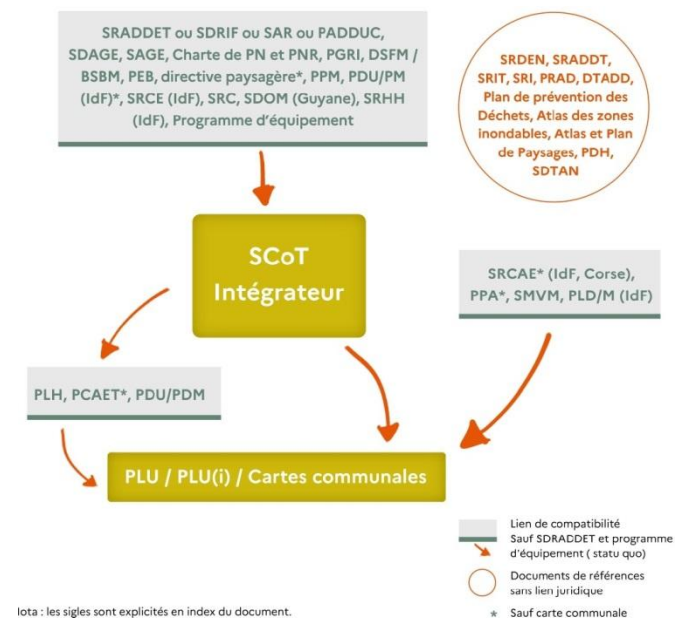 SRADDET ou SDRIF ou SAR ou PADDUC,
SDAGE, SAGE, Charte de PN et PNR, PGRI, DSFM /
BSBM, PEB, directive paysagère*, PPM, PDU/PM
(IdF)*, SRCE (IdF), SRC, SDOM (Guyane), SRHH
(IdF), Programme d'équipement
SRDEN, SRADDT,
SRIT, SRI, PRAD, DTADD,
Plan de prévention des
Déchets, Atlas des zones
inondables, Atlas et Plan
de Paysages, PDH,
SDTAN
SCoT
Intégrateur
SRCAE* (IdF, Corse),
PPA*, SMVM, PLD/M (IdF)
PLH, PCAET*, PDU/PDM
PLU / PLU(i) / Cartes communales
Lien de compatibilité
Sauf SDRADDET et programme
d'équipement ( statu quo)
Documents de références
sans lien juridique
* Sauf carte communale
lota : les sigles sont explicités en index du document.